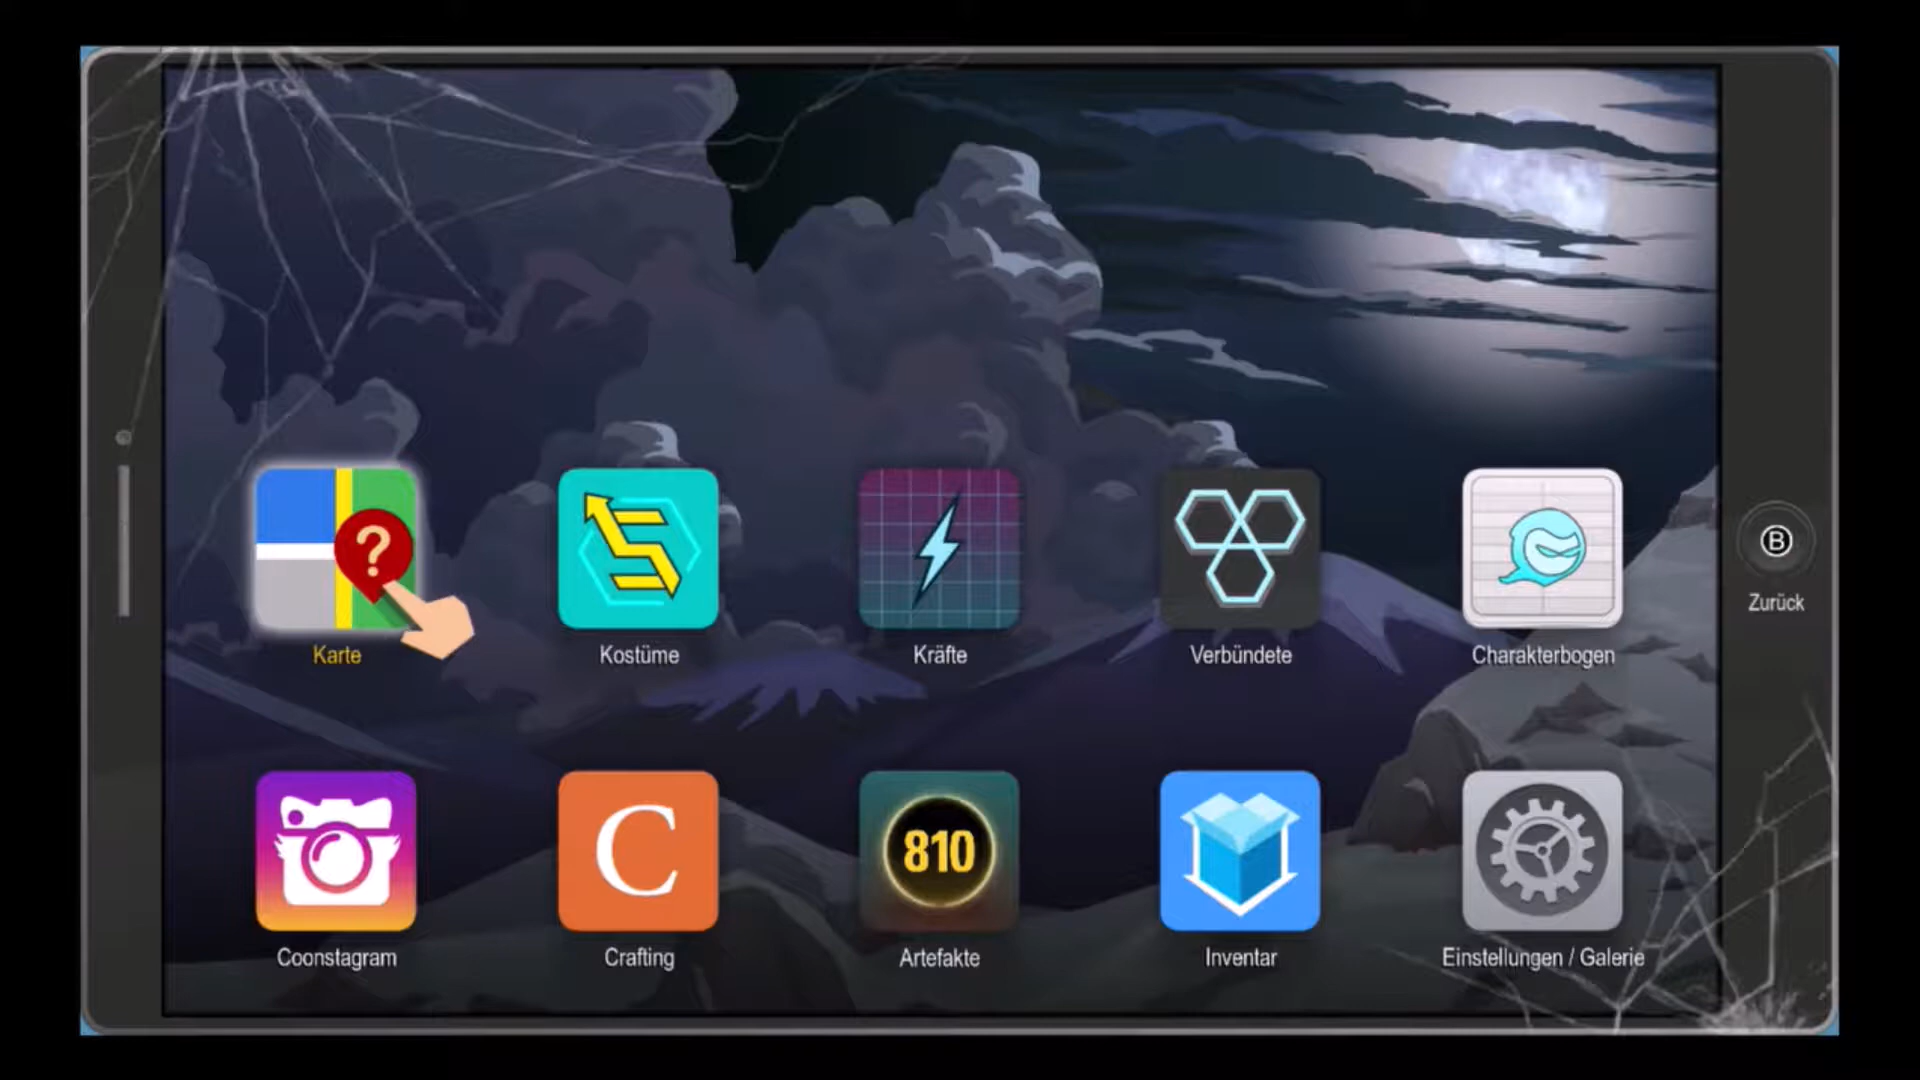 ?
B
Zurück
Karte
Kostüme
Kräfte
Verbündete
Charakterbogen
C
810
Coonstagram
Crafting
Artefakte
Inventar
Einstellungen / Galerie